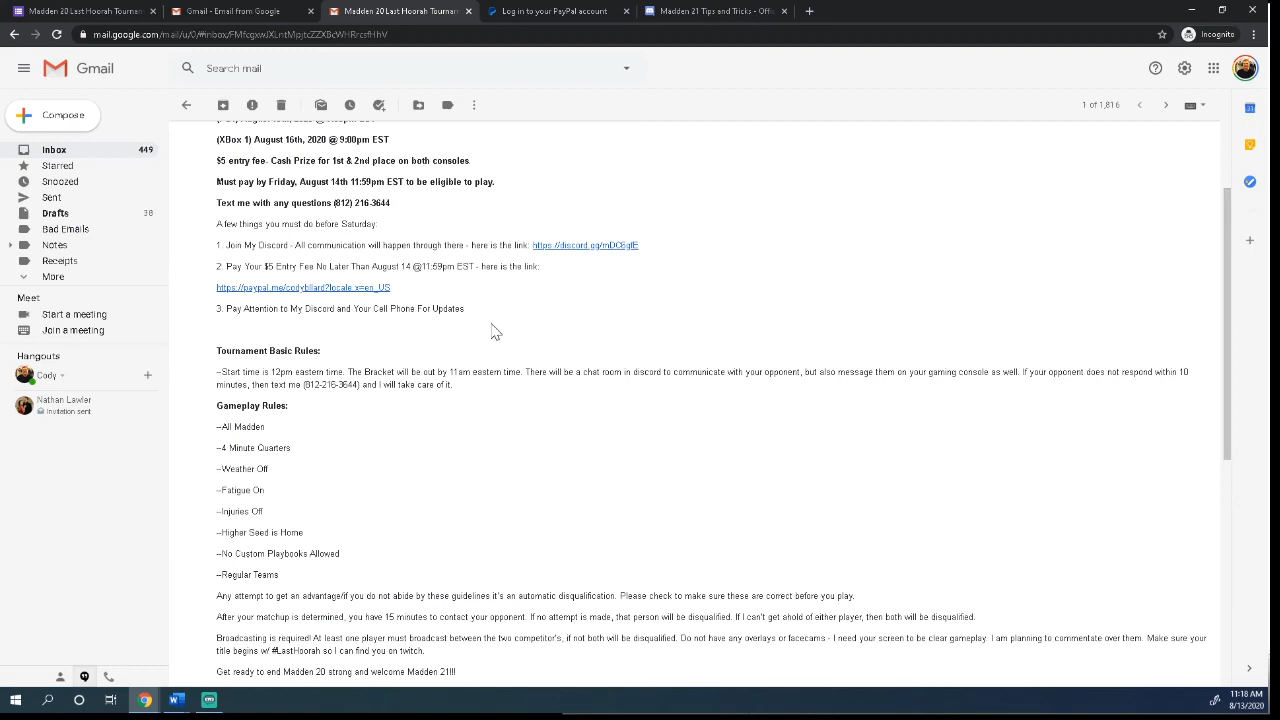 Madden 20 Last Hoorah Tournam
Gmail - Email from Google
Madden 20 Last Hoorah Tournam
Log in to your PayPal account
Madden 21 Tips and Tricks - Offi
Incognito
Gmail
Search mail
Compose
1 of 1,816
Inbox 449
Starred
Snoozed
Sent
Drafts 38
Bad Emails
Notes
Receipts
More
Meet
Start a meeting
Join a meeting
Hangouts
Cody
Nathan Lawler
Invitation sent
(XBox 1) August 16th, 2020 @ 9:00pm EST
$5 entry fee- Cash Prize for 1st & 2nd place on both consoles.
Must pay by Friday, August 14th 11:59pm EST to be eligible to play.
Text me with any questions (812) 216-3644
A few things you must do before Saturday:
1. Join My Discord - All communication will happen through there - here is the link:
2. Pay Your $5 Entry Fee No Later Than August 14 @11:59pm EST - here is the link:
https://paypal.me/codybllard?locale.x=en_US
3. Pay Attention to My Discord and Your Cell Phone For Updates
Tournament Basic Rules:
--Start time is 12pm eastern time. The Bracket will be out by 11am eastern time. There will be a chat room in discord to communicate with your opponent, but also message them on your gaming console as well. If your opponent does not respond within 10
minutes, then text me (812-216-3644) and I will take care of it.
Gameplay Rules:
--All Madden
--4 Minute Quarters
--Weather Off
--Fatigue On
--Injuries Off
--Higher Seed is Home
--No Custom Playbooks Allowed
--Regular Teams
Any attempt to get an advantage/if you do not abide by these guidelines it's an automatic disqualification. Please check to make sure these are correct before you play.
After your matchup is determined, you have 15 minutes to contact your opponent. If no attempt is made, that person will be disqualified. If I can't get ahold of either player, then both will be disqualified.
Broadcasting is required! At least one player must broadcast between the two competitor's, if not both will be disqualified. Do not have any overlays or facecams - I need your screen to be clear gameplay. I am planning to commentate over them. Make sure your
title begins w/ #LastHoorah so I can find you on twitch.
Get ready to end Madden 20 strong and welcome Madden 21!!!
11:18 AM
8/13/2020